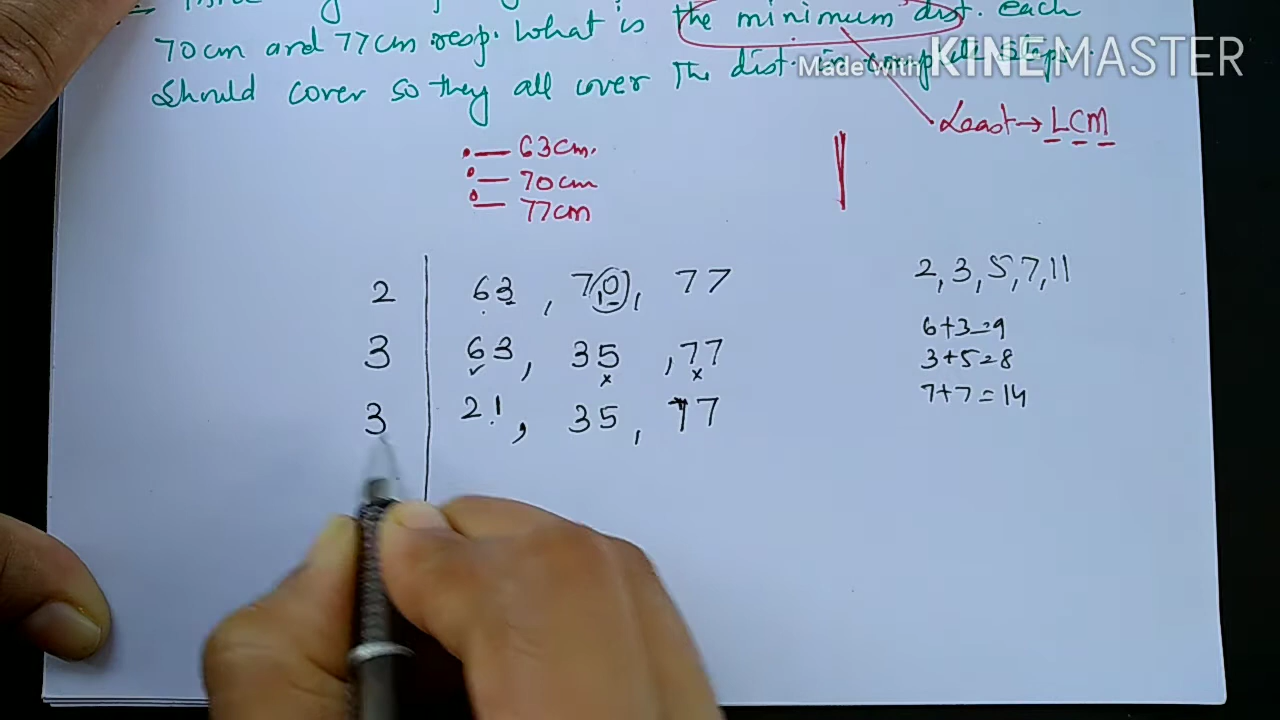 70cm and 77cm resp. What is the minimum dist. each
should cover so they all cover the dist. in steps.
Made with KINEMASTER
Least → LCM
63cm.
70cm
77cm
2 63, 70, 77
3 63, 35, 77
3 21, 35, 77
2, 3, 5, 7, 11
6+3=9
3+5=8
7+7=14